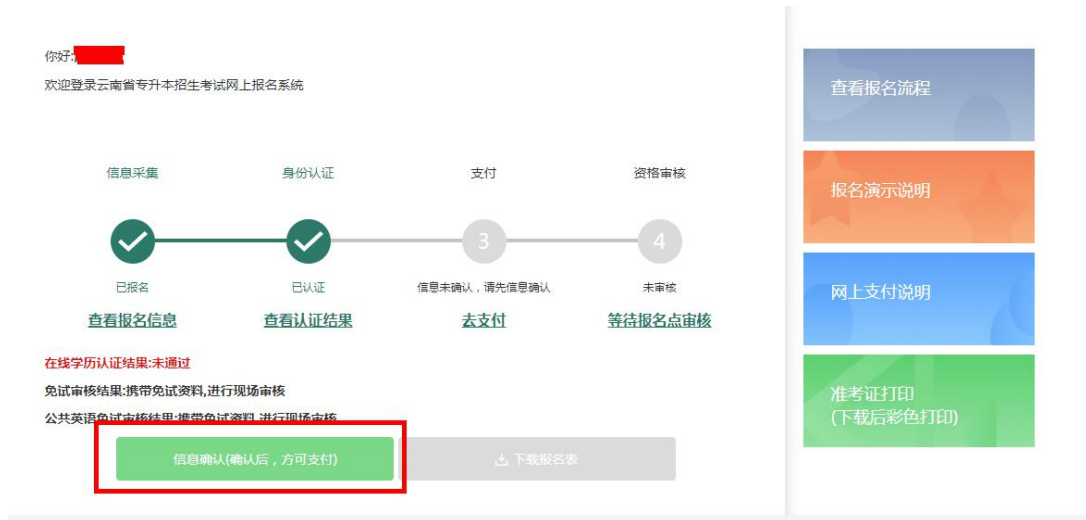 你好:
欢迎登录云南省专升本招生考试网上报名系统
信息采集 身份认证 支付 资格审核
3 4
已报名 已认证 信息未确认，请先信息确认 未审核
查看报名信息 查看认证结果 去支付 等待报名点审核
在线学历认证结果:未通过
免试审核结果:携带免试资料,进行现场审核
公共英语免试审核结果:携带免试资料,进行现场审核
信息确认(确认后，方可支付) 下载报名表
查看报名流程
报名演示说明
网上支付说明
准考证打印
(下载后彩色打印)